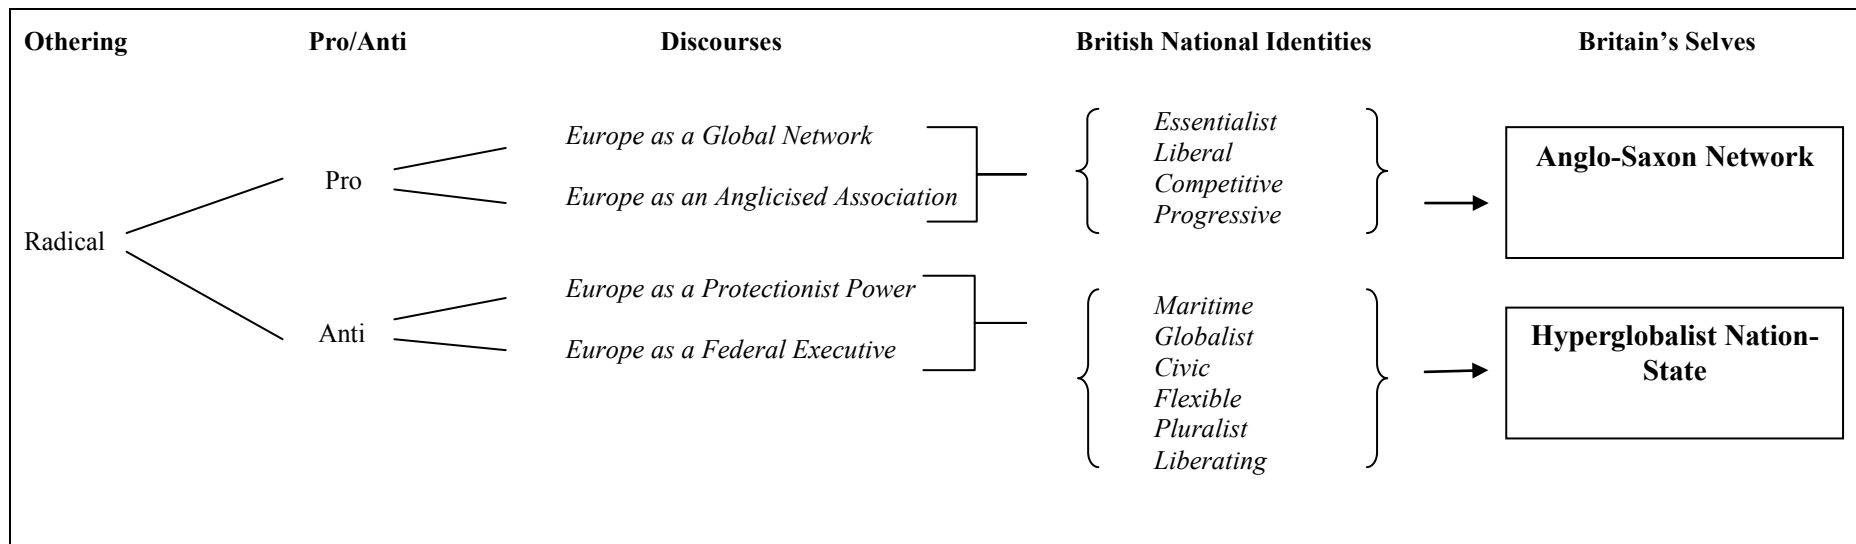 Othering Pro/Anti Discourses British National Identities Britain’s Selves
Europe as a Global Network
Pro
Europe as an Anglicised Association
Essentialist
Liberal
Competitive
Progressive
Anglo-Saxon Network
Radical
Europe as a Protectionist Power
Anti
Europe as a Federal Executive
Maritime
Globalist
Civic
Flexible
Pluralist
Liberating
Hyperglobalist Nation-
State